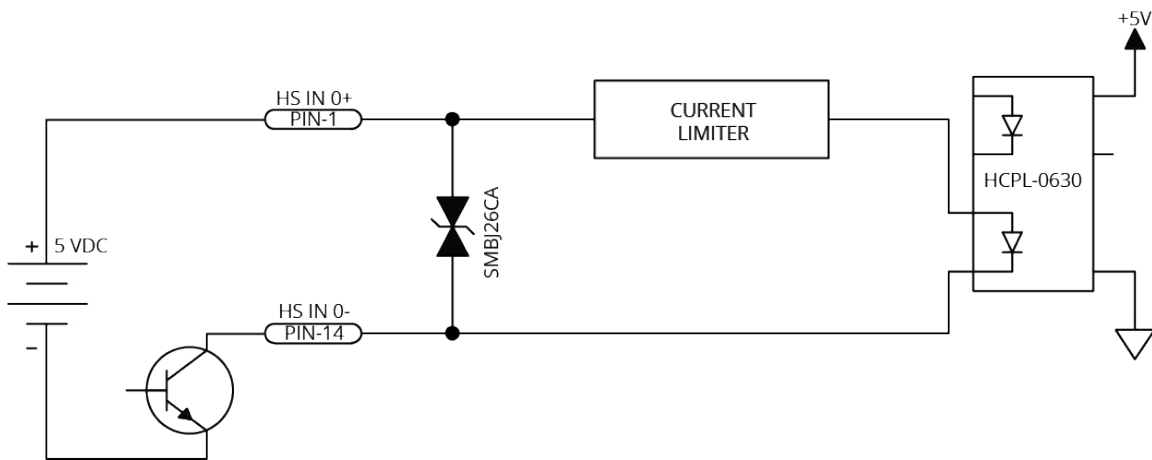 +5V
HS IN 0+
PIN-1
CURRENT
LIMITER
HCPL-0630
SMBJ26CA
+ 5 VDC
-
HS IN 0-
PIN-14